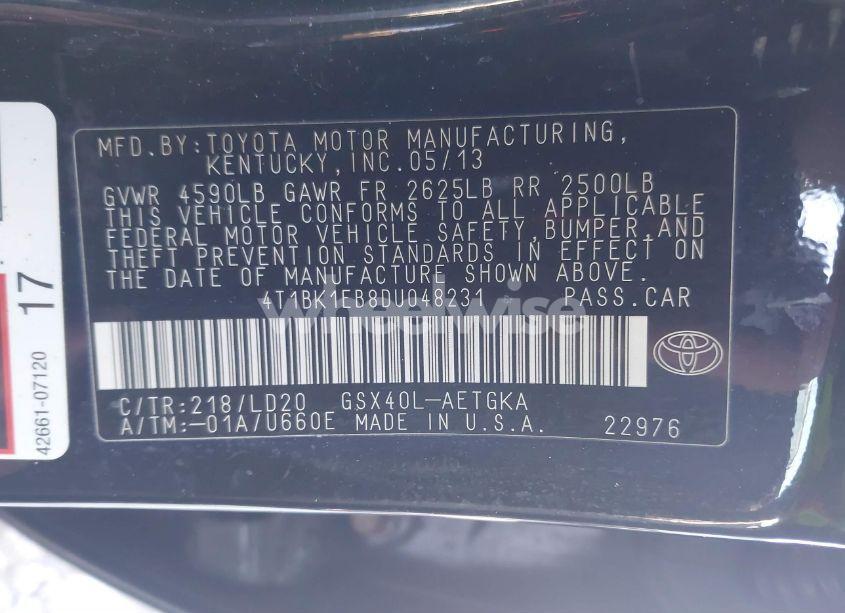 MFD.BY:TOYOTA MOTOR MANUFACTURING,
KENTUCKY,INC.05/13
GVWR 4590LB GAWR FR 2625LB RR 2500LB
THIS VEHICLE CONFORMS TO ALL APPLICABLE
FEDERAL MOTOR VEHICLE SAFETY,BUMPER,AND
THEFT PREVENTION STANDARDS IN EFFECT ON
THE DATE OF MANUFACTURE SHOWN ABOVE.
4T1BK1EB8DU048231 PASS.CAR
wheelwise
C/TR:218/LD20 GSX40L-AETGKA
A/TM:-01A/U660E MADE IN U.S.A. 22976
17
42661-07120